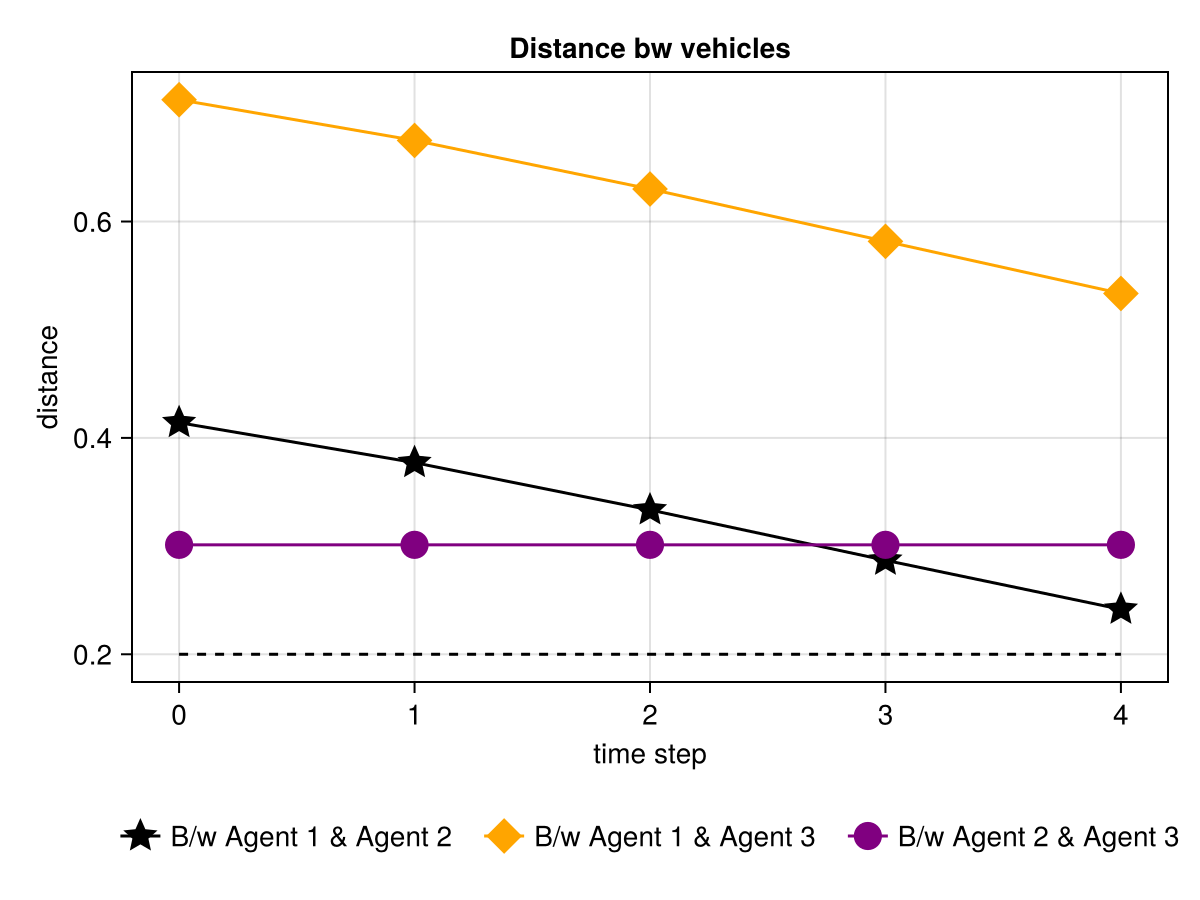 Distance bw vehicles
distance
0.6
0.4
0.2
0 1 2 3 4
time step
B/w Agent 1 & Agent 2 B/w Agent 1 & Agent 3 B/w Agent 2 & Agent 3